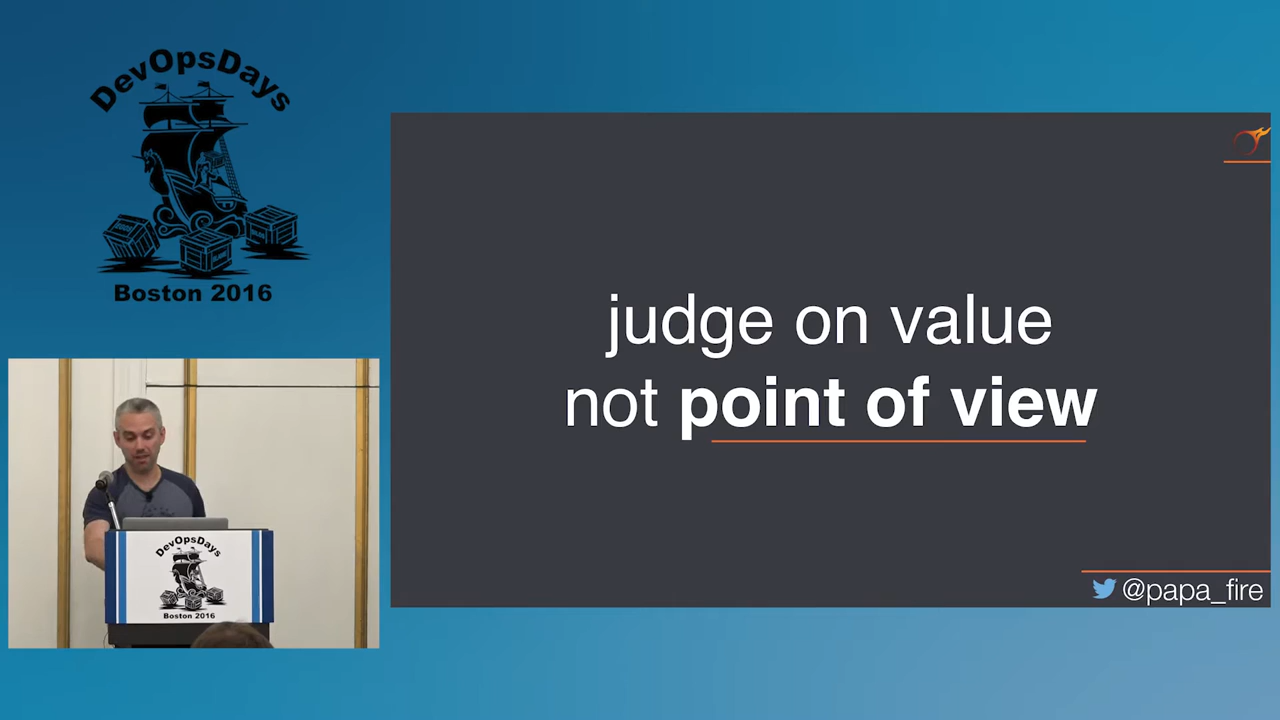 DevOpsDays
Boston 2016
judge on value
not point of view
@papa_fire
DevOpsDays
Boston 2016